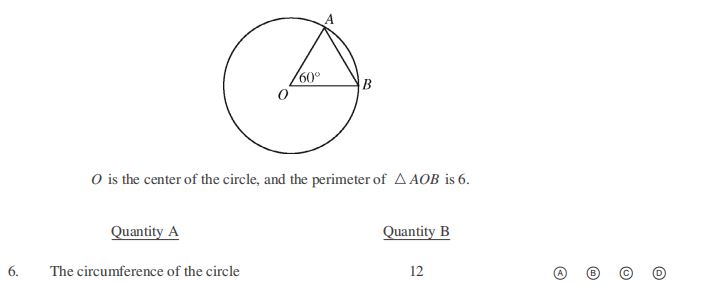 A
60°
O
B
O is the center of the circle, and the perimeter of △ AOB is 6.
Quantity A Quantity B
6. The circumference of the circle 12 Ⓐ Ⓑ Ⓒ Ⓓ